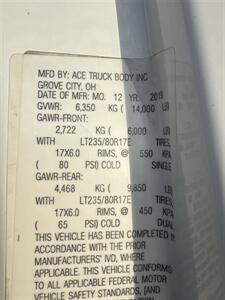 MFD BY: ACE TRUCK BODY INC
GROVE CITY, OH
DATE OF MFR: MO. 12 YR. 2019
GVWR: 6,350 KG ( 14,000 LB)
GAWR-FRONT:
2,722 KG ( 6,000 LB)
WITH LT235/80R17E TIRES,
17X6.0 RIMS, @ 550 KPA
( 80 PSI) COLD SINGLE
GAWR-REAR:
4,468 KG ( 9,850 LB)
WITH LT235/80R17E TIRES,
17X6.0 RIMS, @ 450 KPA
( 65 PSI) COLD DUAL
THIS VEHICLE HAS BEEN COMPLETED IN
ACCORDANCE WITH THE PRIOR
MANUFACTURERS' IVD, WHERE
APPLICABLE. THIS VEHICLE CONFORMS
TO ALL APPLICABLE FEDERAL MOTOR
VEHICLE SAFETY STANDARDS, [AND